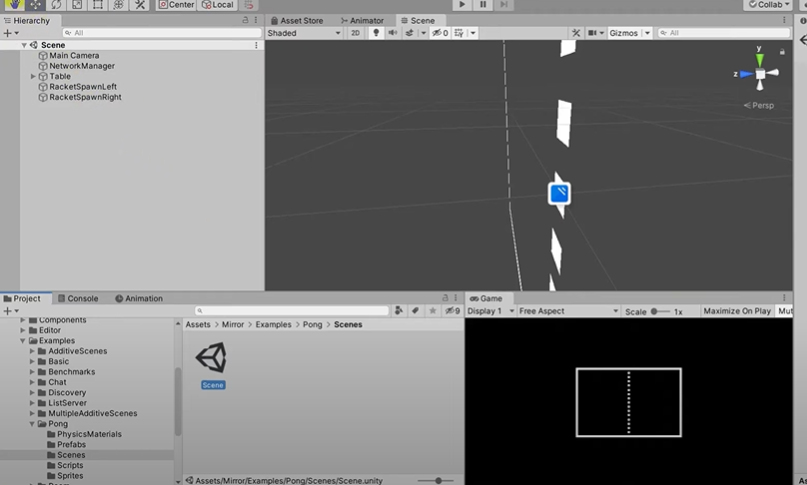 Center Local Collab
Hierarchy
Asset Store Animator Scene
All
Shaded 2D 0 Gizmos All
Scene
Main Camera
NetworkManager
Table
RacketSpawnLeft
RacketSpawnRight
y
z
Persp
Project Console Animation
Game
9
Display 1 Free Aspect Scale 1x Maximize On Play Mut
Components
Editor
Examples
AdditiveScenes
Basic
Benchmarks
Chat
Discovery
ListServer
MultipleAdditiveScenes
Pong
PhysicsMaterials
Prefabs
Scenes
Scripts
Sprites
Assets > Mirror > Examples > Pong > Scenes
Scene
Assets/Mirror/Examples/Pong/Scenes/Scene.unity